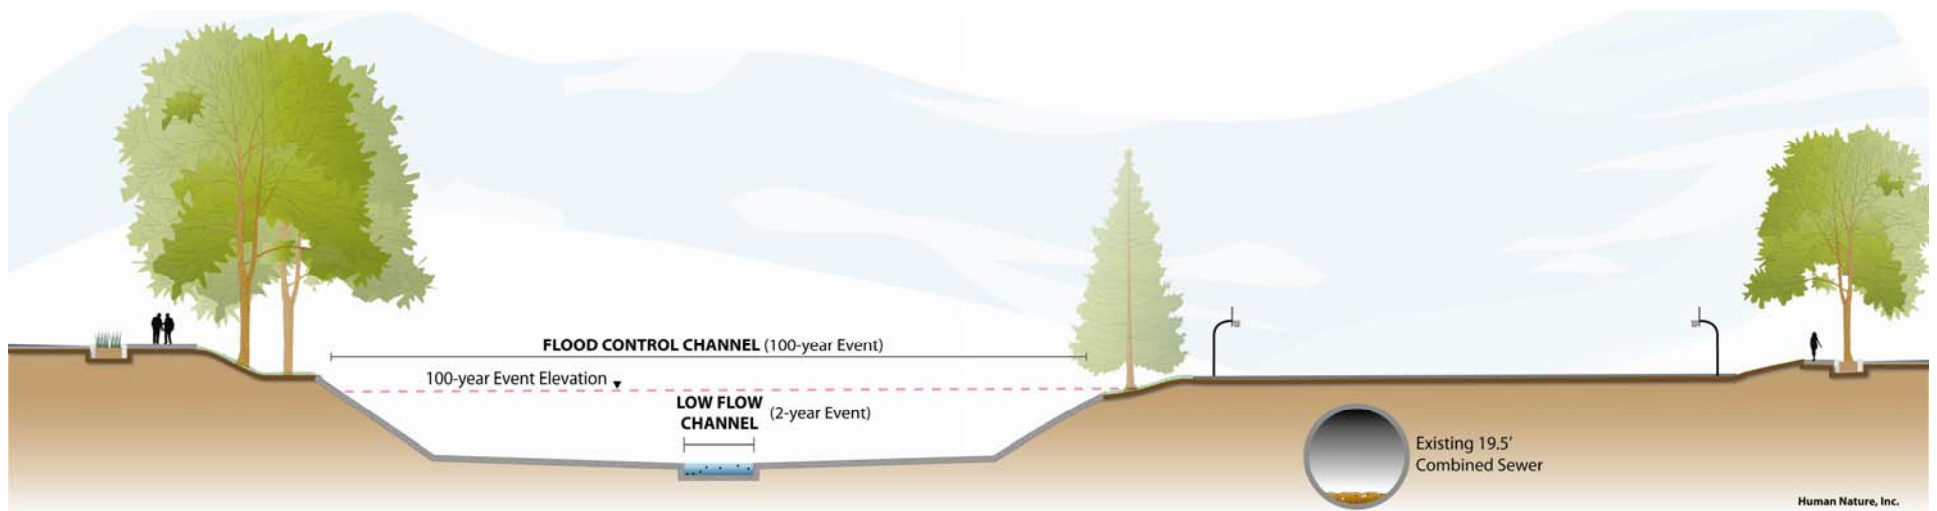 FLOOD CONTROL CHANNEL (100-year Event)
100-year Event Elevation
LOW FLOW
CHANNEL
(2-year Event)
Existing 19.5’
Combined Sewer
Human Nature, Inc.